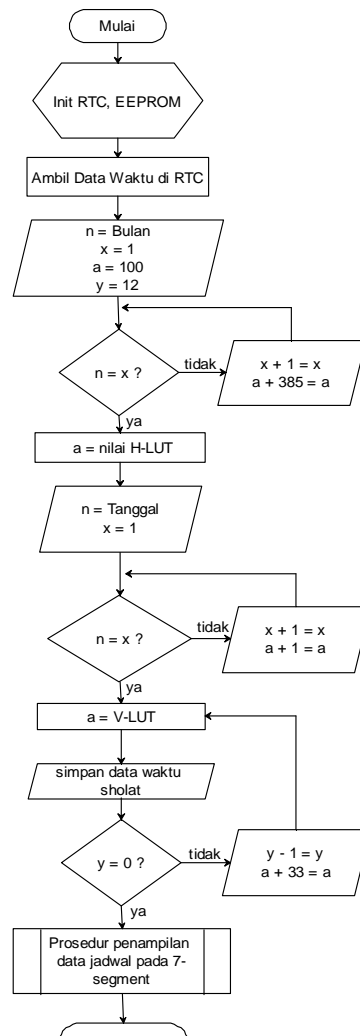 Mulai
Init RTC, EEPROM
Ambil Data Waktu di RTC
n = Bulan
x = 1
a = 100
y = 12
n = x ?
tidak
x + 1 = x
a + 385 = a
ya
a = nilai H-LUT
n = Tanggal
x = 1
n = x ?
tidak
x + 1 = x
a + 1 = a
ya
a = V-LUT
simpan data waktu
sholat
y = 0 ?
tidak
y - 1 = y
a + 33 = a
ya
Prosedur penampilan
data jadwal pada 7-
segment